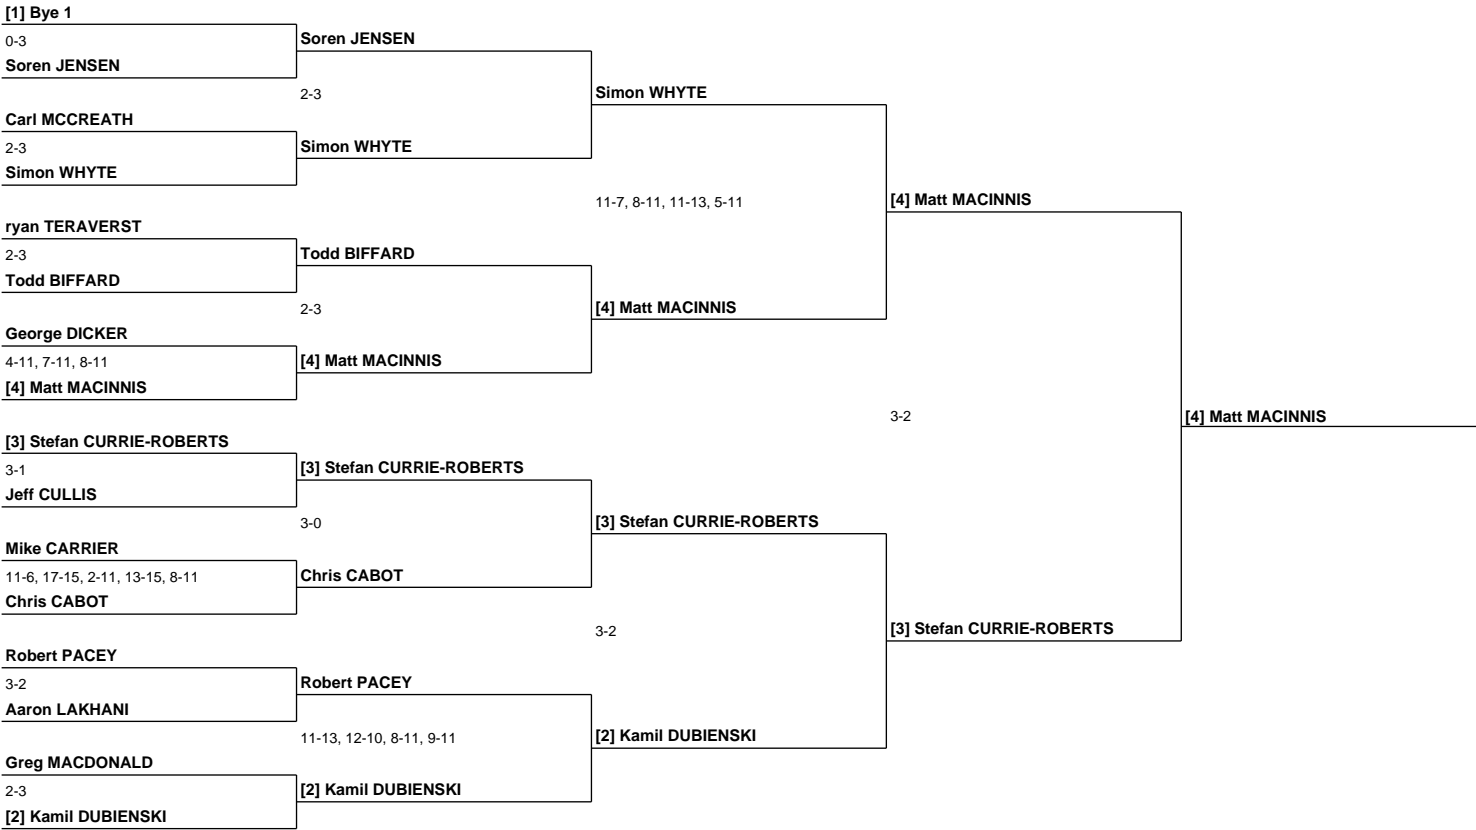 [1] Bye 1
0-3
Soren JENSEN
Soren JENSEN
2-3
Carl MCCREATH
2-3
Simon WHYTE
Simon WHYTE
Simon WHYTE
11-7, 8-11, 11-13, 5-11
ryan TERAVERST
2-3
Todd BIFFARD
Todd BIFFARD
2-3
George DICKER
4-11, 7-11, 8-11
[4] Matt MACINNIS
[4] Matt MACINNIS
[4] Matt MACINNIS
[4] Matt MACINNIS
3-2
[4] Matt MACINNIS
[3] Stefan CURRIE-ROBERTS
3-1
Jeff CULLIS
[3] Stefan CURRIE-ROBERTS
3-0
Mike CARRIER
11-6, 17-15, 2-11, 13-15, 8-11
Chris CABOT
Chris CABOT
[3] Stefan CURRIE-ROBERTS
3-2
[3] Stefan CURRIE-ROBERTS
Robert PACEY
3-2
Aaron LAKHANI
Robert PACEY
11-13, 12-10, 8-11, 9-11
Greg MACDONALD
2-3
[2] Kamil DUBIENSKI
[2] Kamil DUBIENSKI
[2] Kamil DUBIENSKI